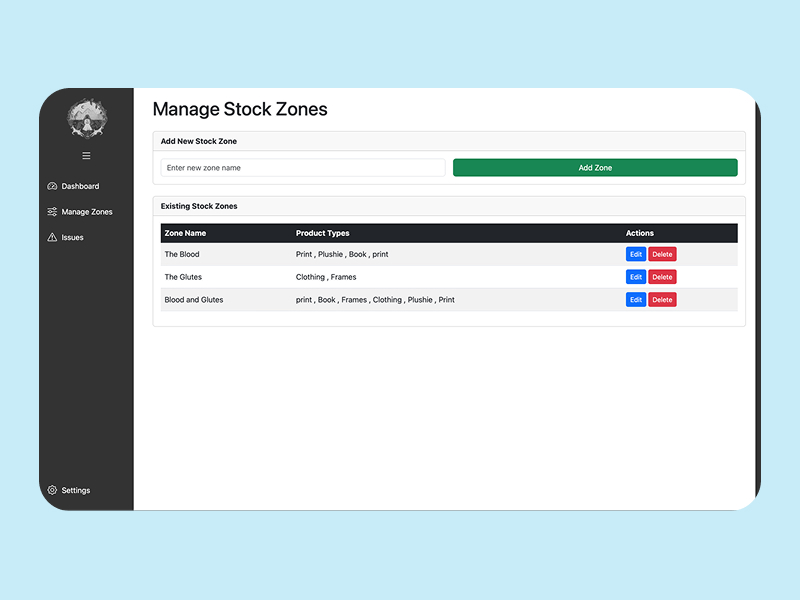 Manage Stock Zones
Add New Stock Zone
Enter new zone name
Add Zone
Dashboard
Manage Zones
Issues
Existing Stock Zones
Zone Name Product Types Actions
The Blood Print , Plushie , Book , print Edit Delete
The Glutes Clothing , Frames Edit Delete
Blood and Glutes print , Book , Frames , Clothing , Plushie , Print Edit Delete
Settings